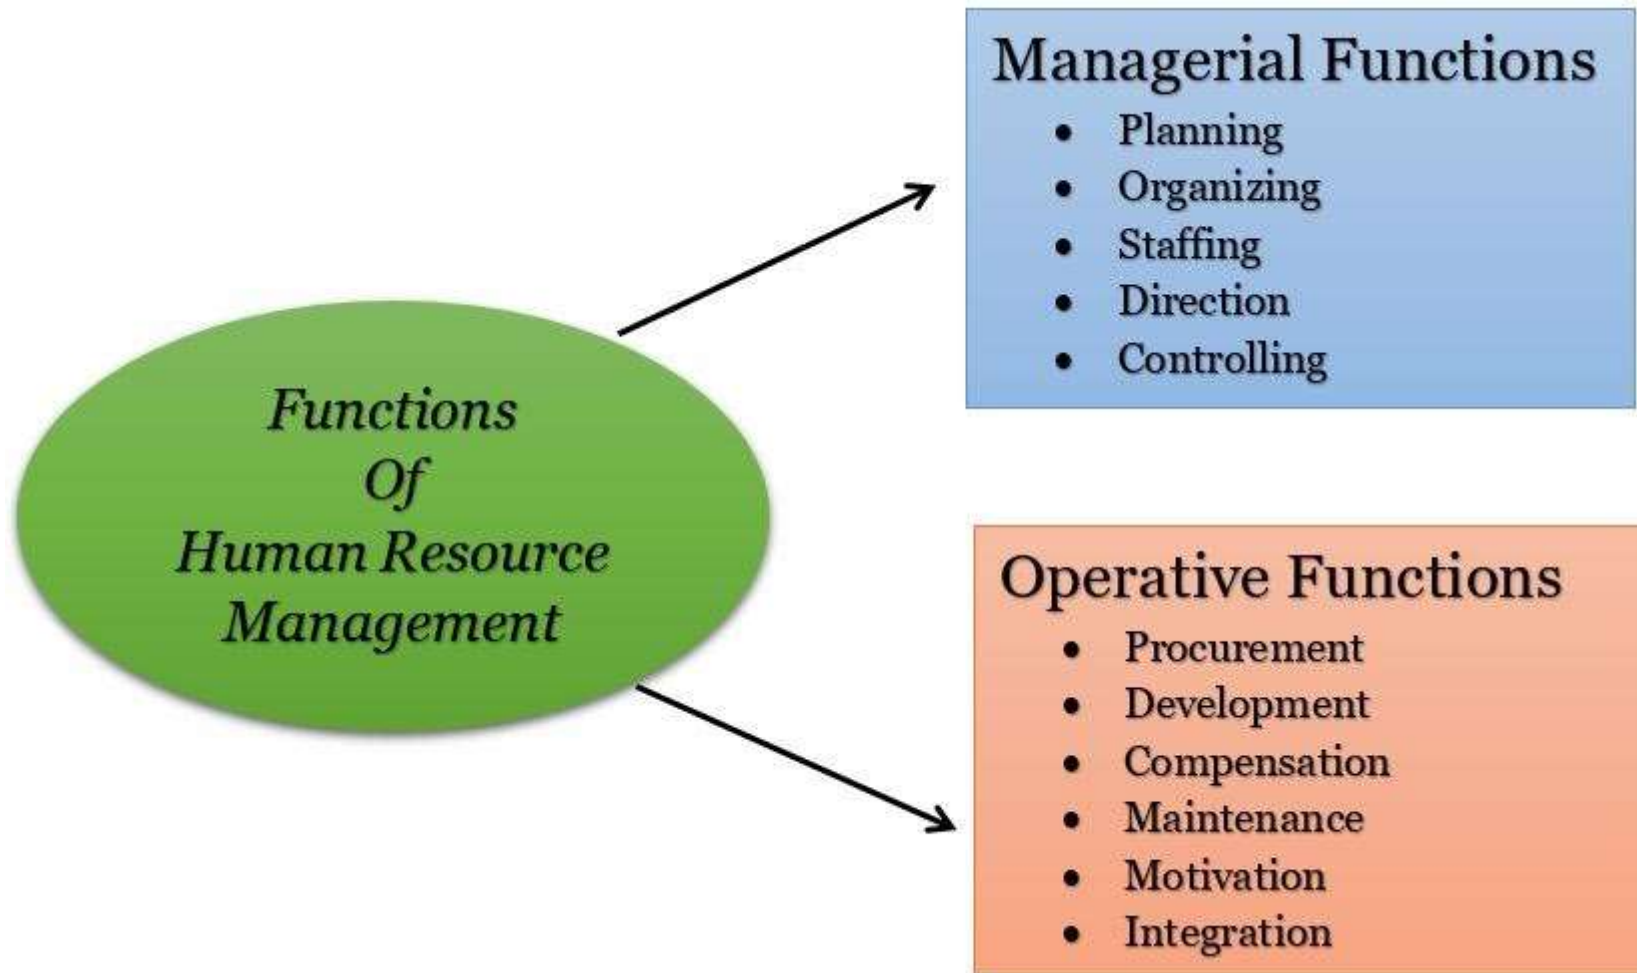 Functions
Of
Human Resource
Management
Managerial Functions
• Planning
• Organizing
• Staffing
• Direction
• Controlling
Operative Functions
• Procurement
• Development
• Compensation
• Maintenance
• Motivation
• Integration